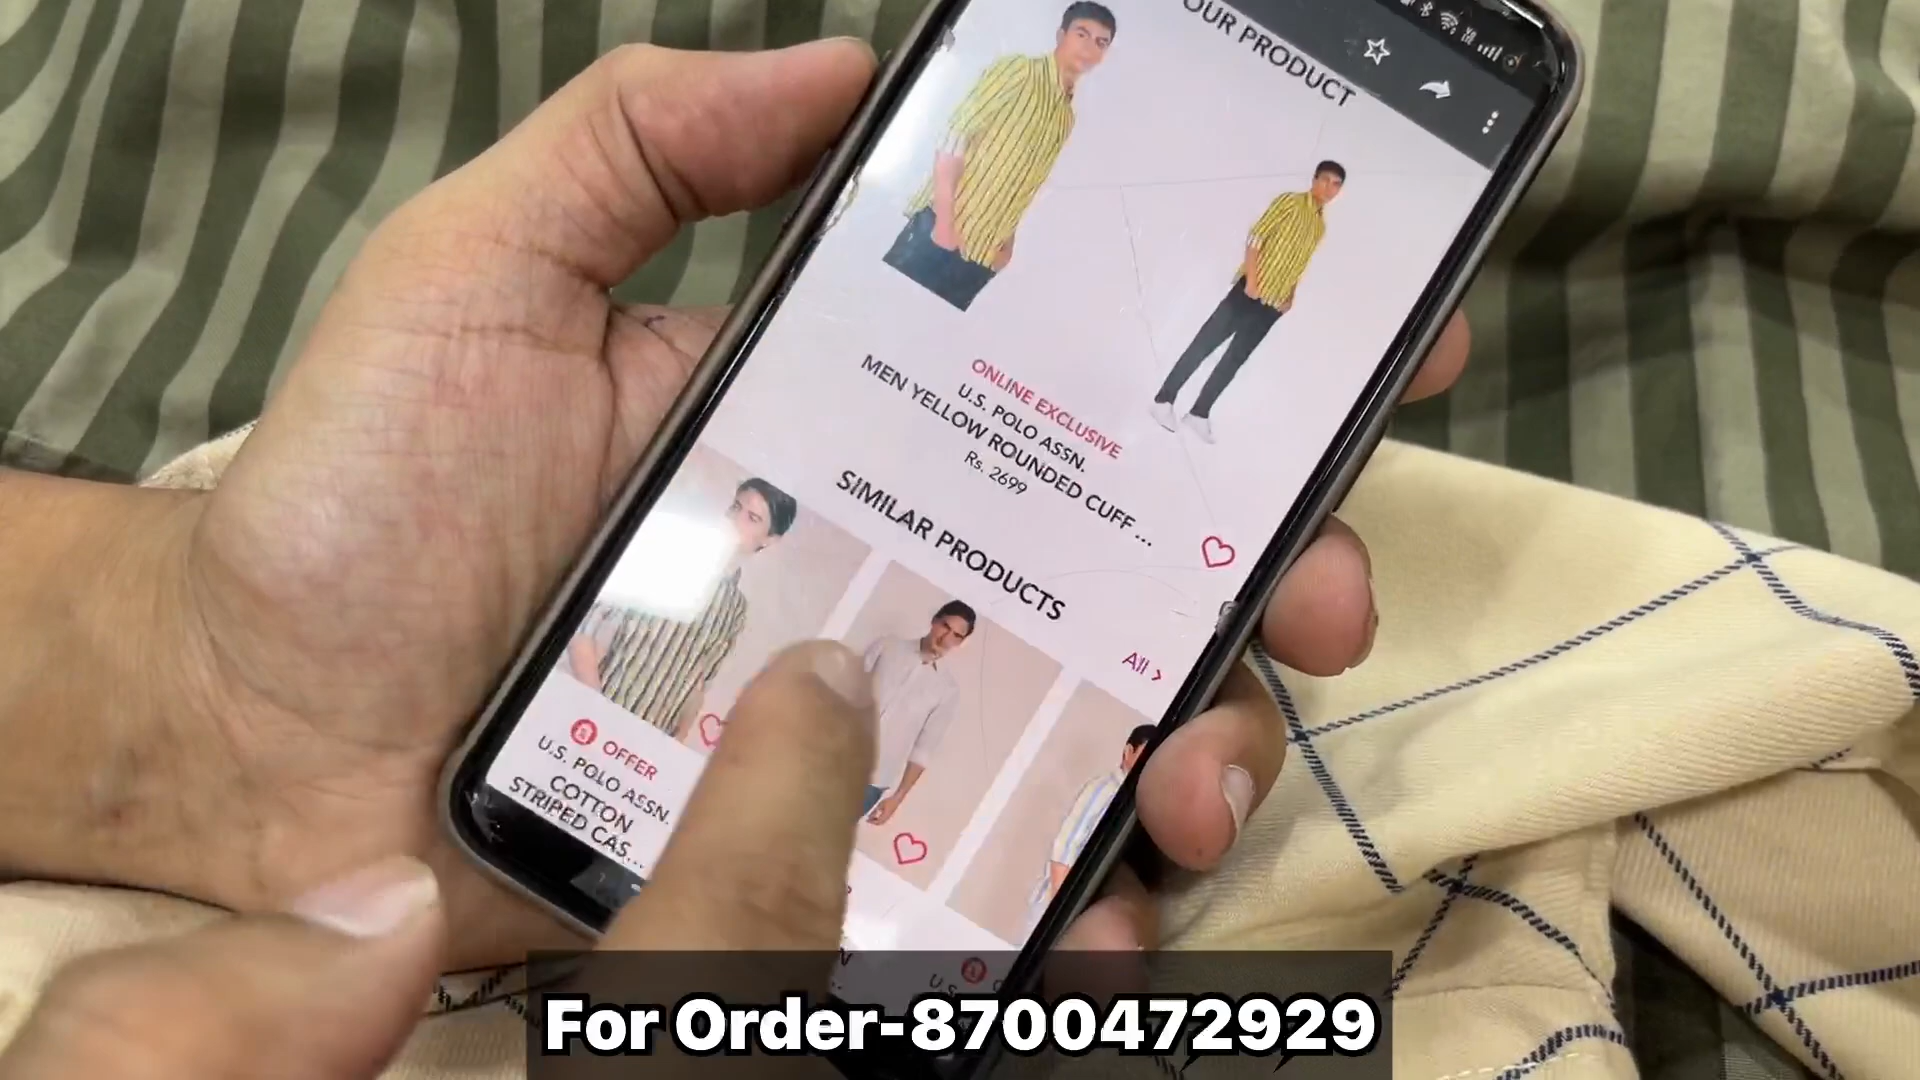 OUR PRODUCT
ONLINE EXCLUSIVE
U.S. POLO ASSN.
MEN YELLOW ROUNDED CUFF ...
Rs. 2699
SIMILAR PRODUCTS
All >
OFFER
U.S. POLO ASSN.
COTTON
STRIPED CAS...
For Order-8700472929